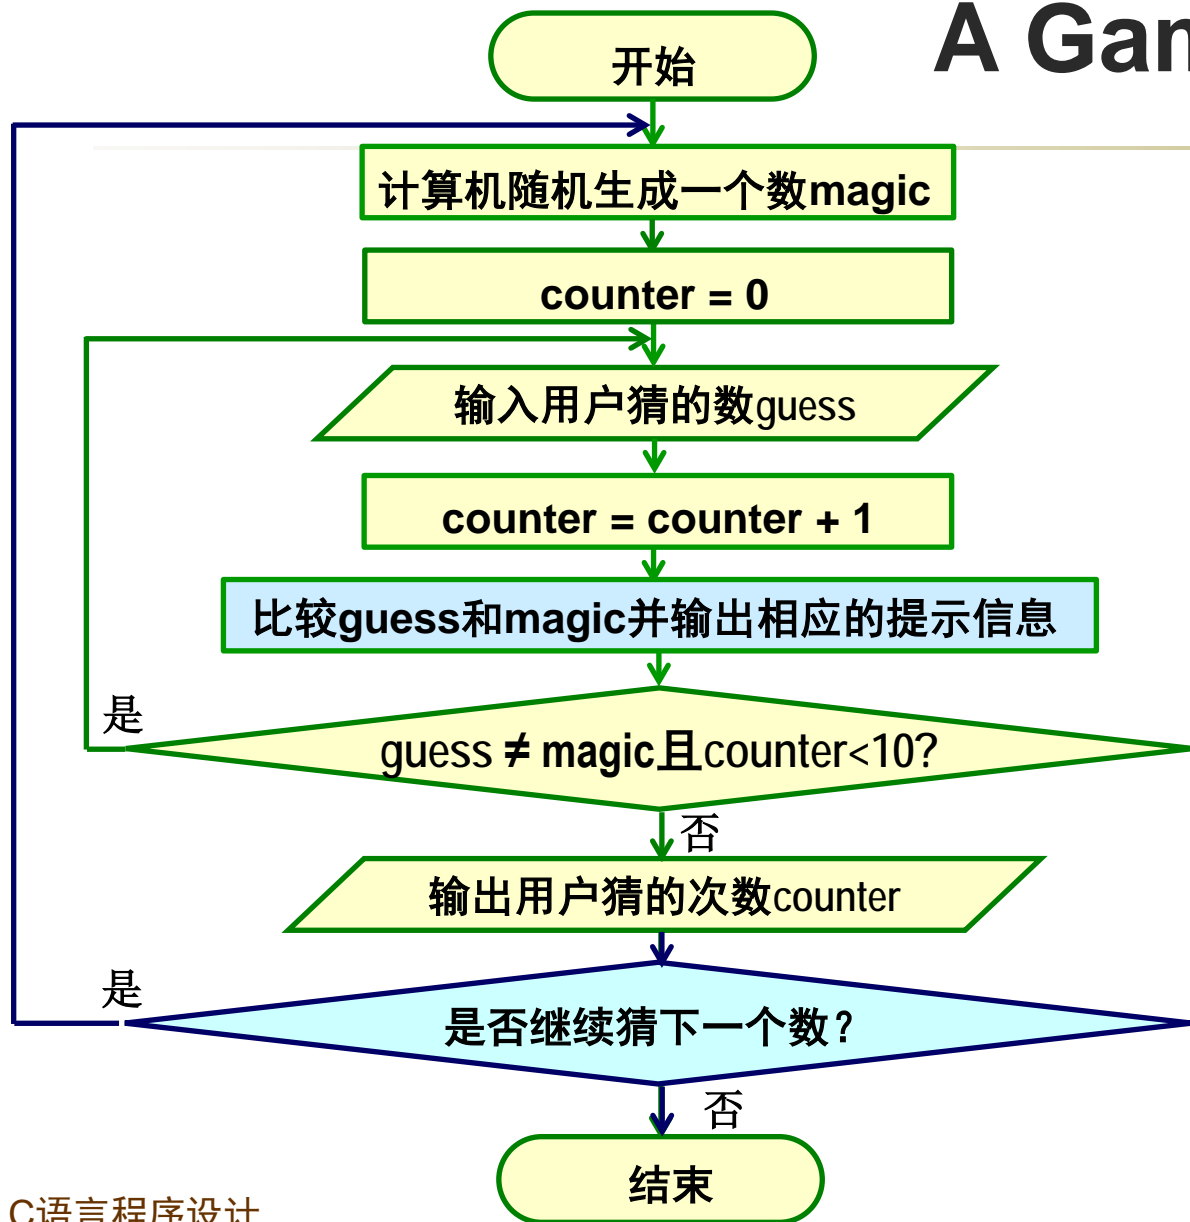 A Gam
开始
计算机随机生成一个数magic
counter = 0
输入用户猜的数guess
counter = counter + 1
比较guess和magic并输出相应的提示信息
是
guess ≠ magic且counter<10?
否
输出用户猜的次数counter
是
是否继续猜下一个数?
否
结束
C语言程序设计